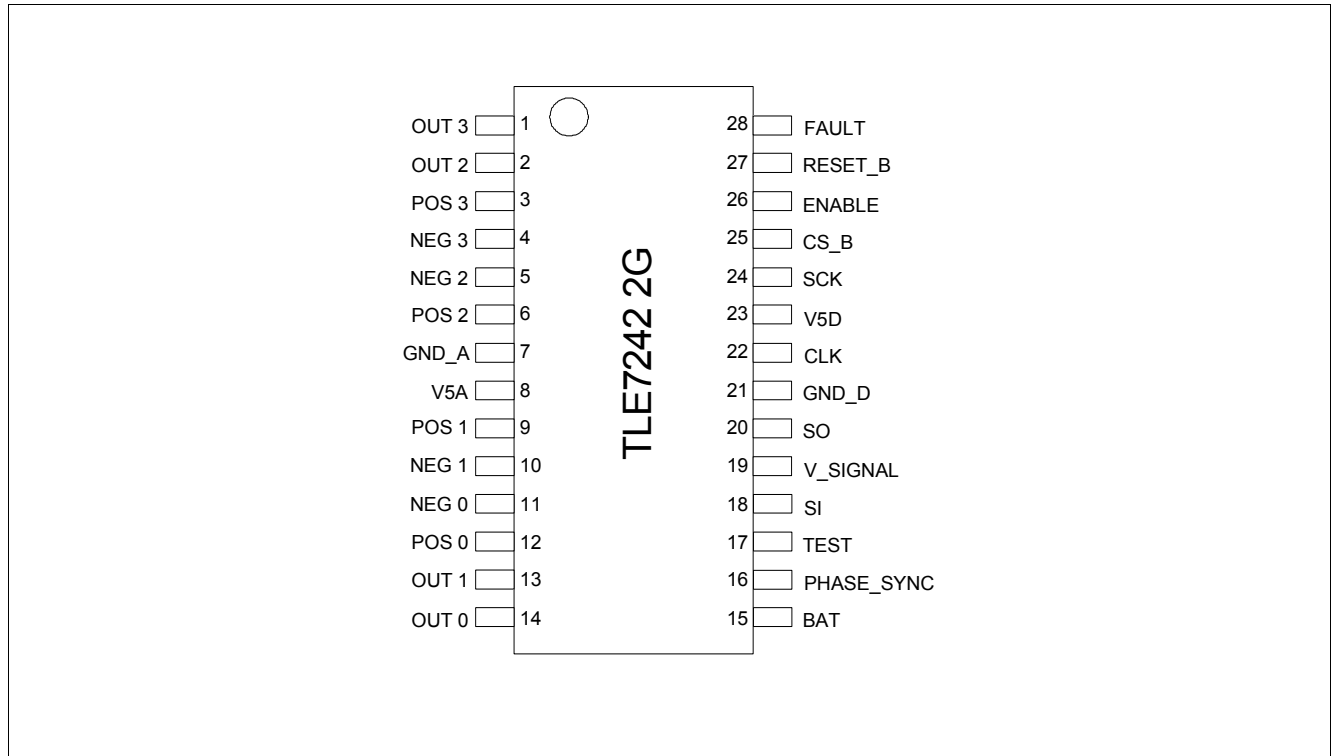 OUT 3 1 28 FAULT
OUT 2 2 27 RESET_B
POS 3 3 26 ENABLE
NEG 3 4 25 CS_B
NEG 2 5 24 SCK
POS 2 6 23 V5D
GND_A 7 22 CLK
V5A 8 21 GND_D
POS 1 9 20 SO
NEG 1 10 19 V_SIGNAL
NEG 0 11 18 SI
POS 0 12 17 TEST
OUT 1 13 16 PHASE_SYNC
OUT 0 14 15 BAT
TLE7242 2G